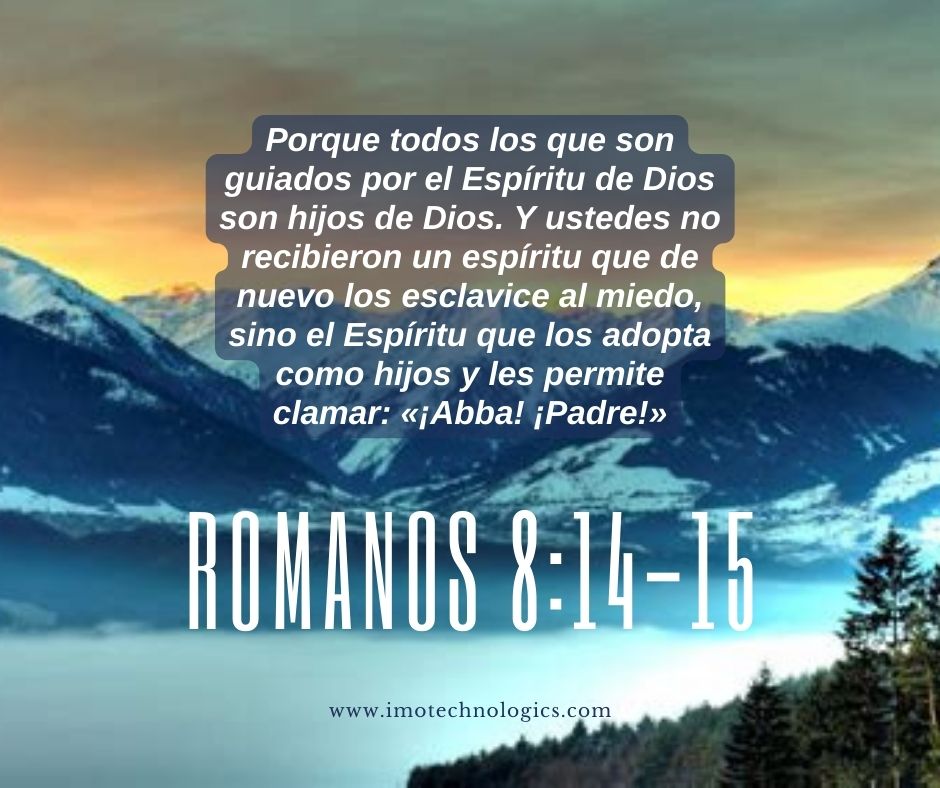 Porque todos los que son
guiados por el Espíritu de Dios
son hijos de Dios. Y ustedes no
recibieron un espíritu que de
nuevo los esclavice al miedo,
sino el Espíritu que los adopta
como hijos y les permite
clamar: «¡Abba! ¡Padre!»
ROMANOS 8:14-15
www.imotechnologics.com